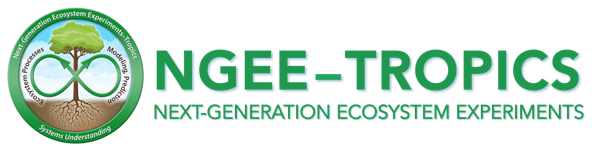 Next-Generation Ecosystem Experiments-Tropics
Ecosystem Processes
Modeling, Prediction
Systems Understanding
NGEE–TROPICS
NEXT-GENERATION ECOSYSTEM EXPERIMENTS